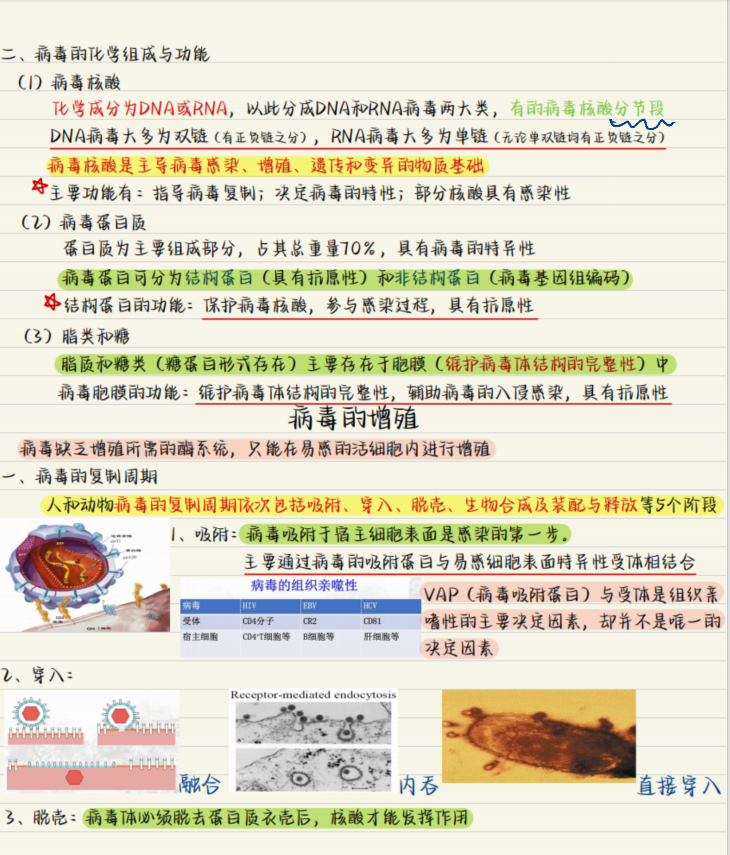 二、病毒的化学组成与功能
（1）病毒核酸
化学成分为DNA或RNA，以此分成DNA和RNA病毒两大类，有的病毒核酸分节段
DNA病毒大多为双链（有正负链之分），RNA病毒大多为单链（无论单双链均有正负链之分）
病毒核酸是主导病毒感染、增殖、遗传和变异的物质基础
主要功能有：指导病毒复制；决定病毒的特性；部分核酸具有感染性
（2）病毒蛋白质
蛋白质为主要组成部分，占其总重量70%，具有病毒的特异性
病毒蛋白可分为结构蛋白（具有抗原性）和非结构蛋白（病毒基因组编码）
结构蛋白的功能：保护病毒核酸，参与感染过程，具有抗原性
（3）脂类和糖
脂质和糖类（糖蛋白形式存在）主要存在于胞膜（维护病毒体结构的完整性）中
病毒胞膜的功能：维护病毒体结构的完整性，辅助病毒的入侵感染，具有抗原性
病毒的增殖
病毒缺乏增殖所需的酶系统，只能在易感的活细胞内进行增殖
一、病毒的复制周期
人和动物病毒的复制周期依次包括吸附、穿入、脱壳、生物合成及装配与释放等5个阶段
1、吸附：病毒吸附于宿主细胞表面是感染的第一步。
主要通过病毒的吸附蛋白与易感细胞表面特异性受体相结合
病毒的组织亲嗜性
病毒 HIV EBV HCV
受体 CD4分子 CR2 CD81
宿主细胞 CD4⁺T细胞等 B细胞等 肝细胞等
VAP（病毒吸附蛋白）与受体是组织亲
嗜性的主要决定因素，却并不是唯一的
决定因素
2、穿入：
Receptor-mediated endocytosis
融合 内吞 直接穿入
3、脱壳：病毒体必须脱去蛋白质衣壳后，核酸才能发挥作用